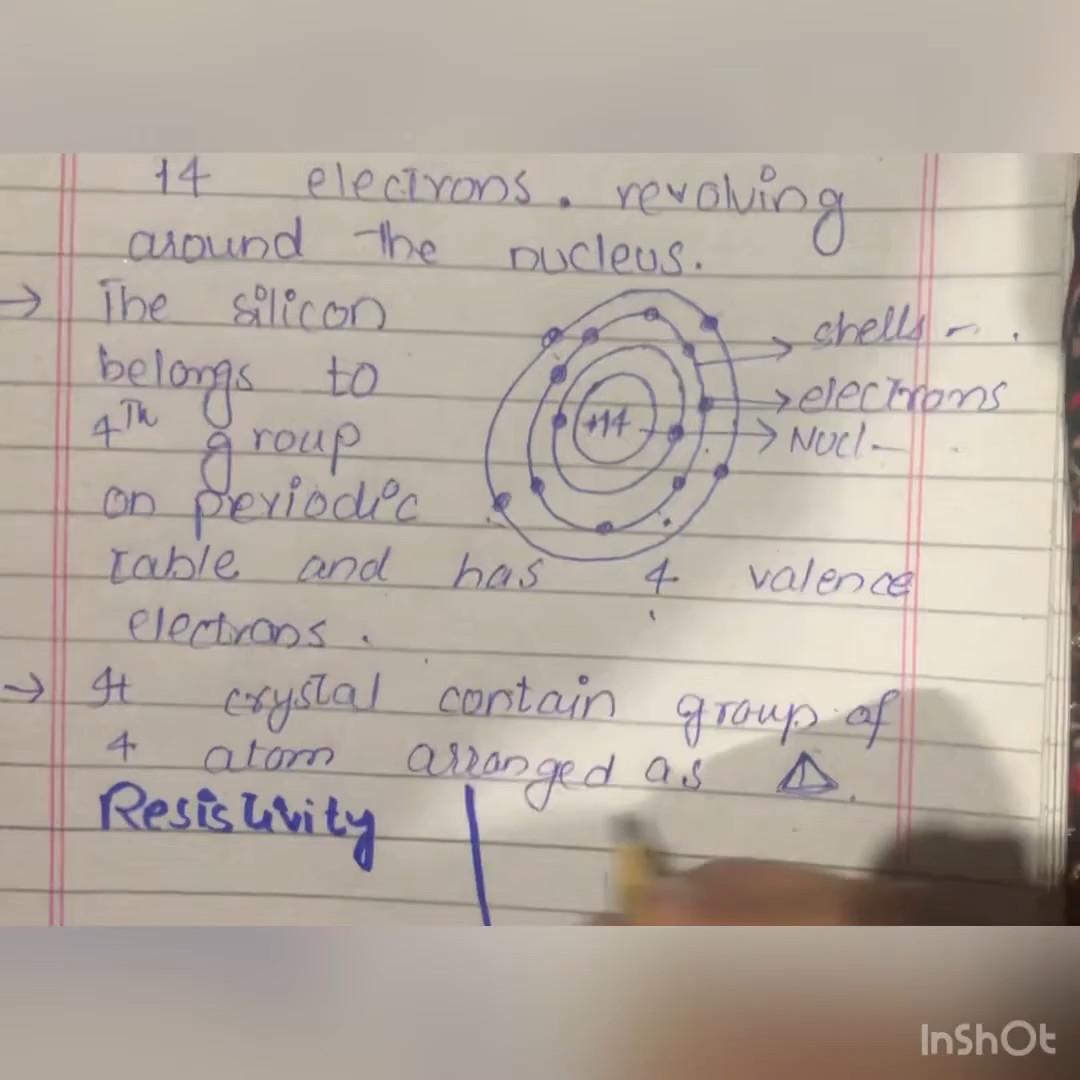 14 electrons. revolving
around the nucleus.
→ The silicon
belongs to
4Th group
on periodic
table and has 4 valence
electrons.
shells
electrons
Nucl
+14
→ It crystal contain group of
4 atom arranged as △.
Resistivity
InShOt